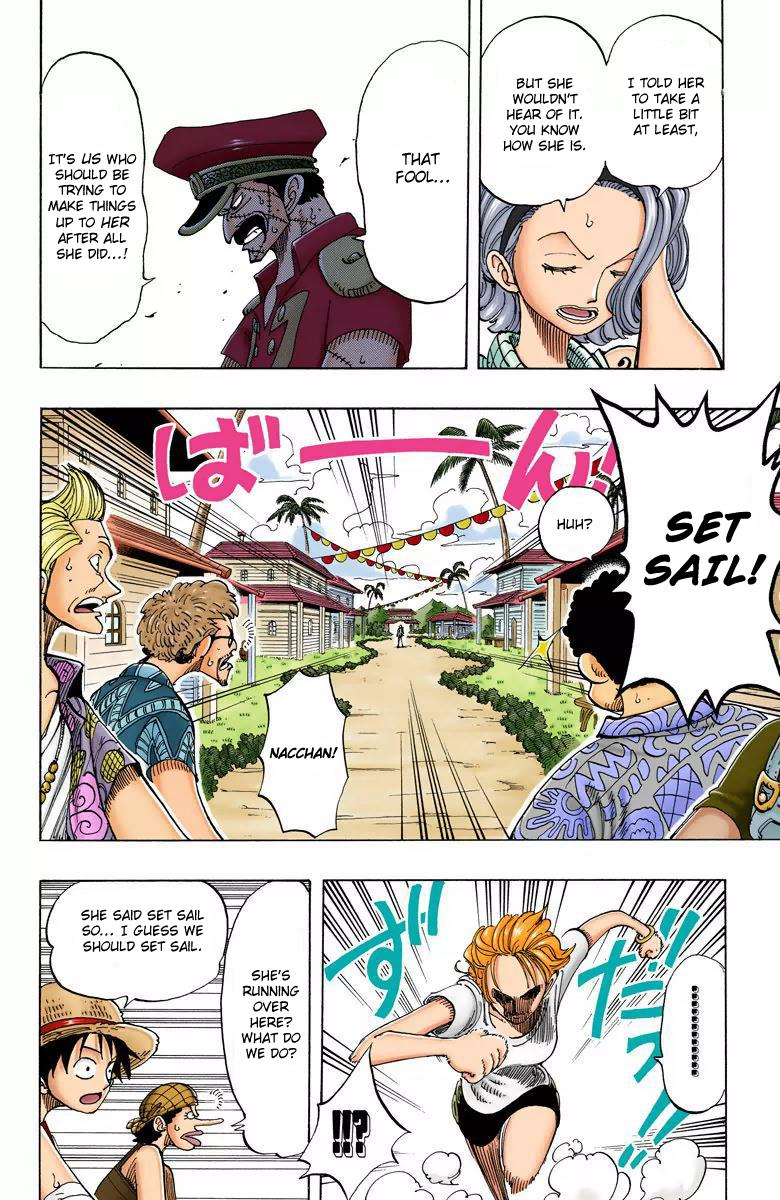 I TOLD HER
TO TAKE A
LITTLE BIT
AT LEAST,
BUT SHE
WOULDN'T
HEAR OF IT.
YOU KNOW
HOW SHE IS.
THAT
FOOL...
IT'S US WHO
SHOULD BE
TRYING TO
MAKE THINGS
UP TO HER
AFTER ALL
SHE DID...!
SET
SAIL!
HUH?
ばーん!
NACCHAN!
..........
ずだっ
!!?
SHE'S
RUNNING
OVER
HERE?
WHAT DO
WE DO?
SHE SAID SET SAIL
SO... I GUESS WE
SHOULD SET SAIL.